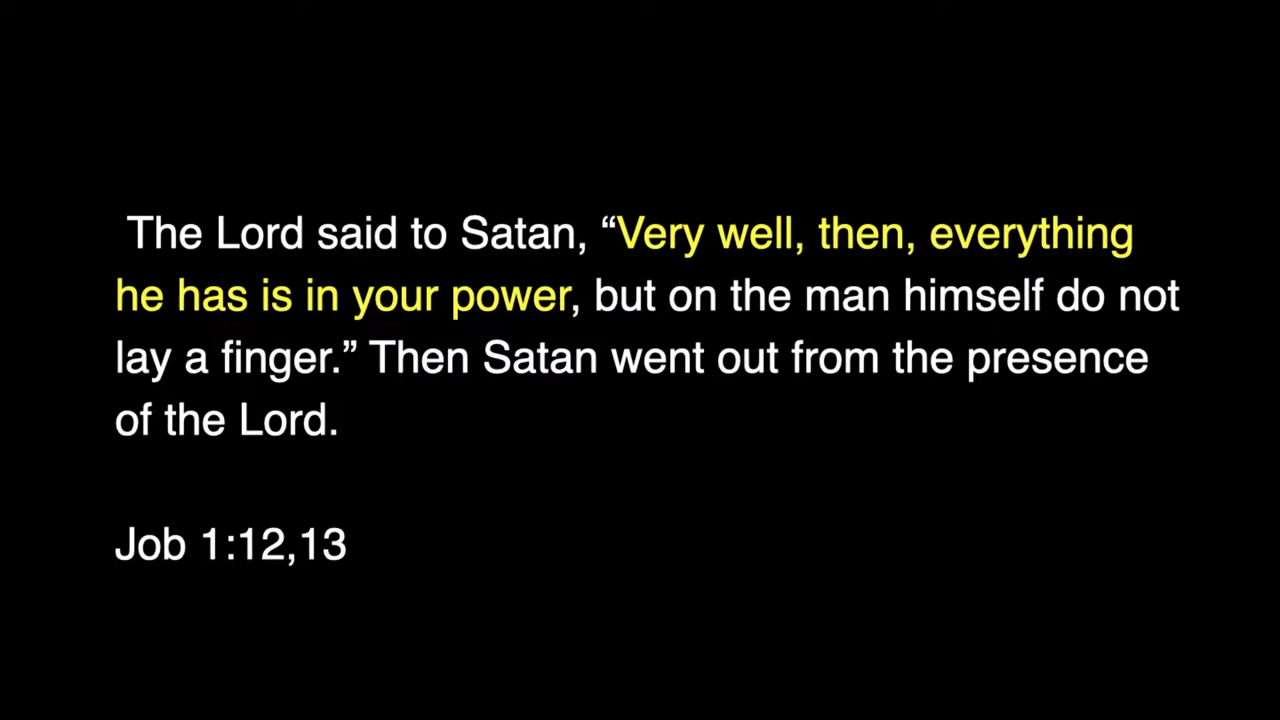 The Lord said to Satan, “Very well, then, everything
he has is in your power, but on the man himself do not
lay a finger.” Then Satan went out from the presence
of the Lord.
Job 1:12,13